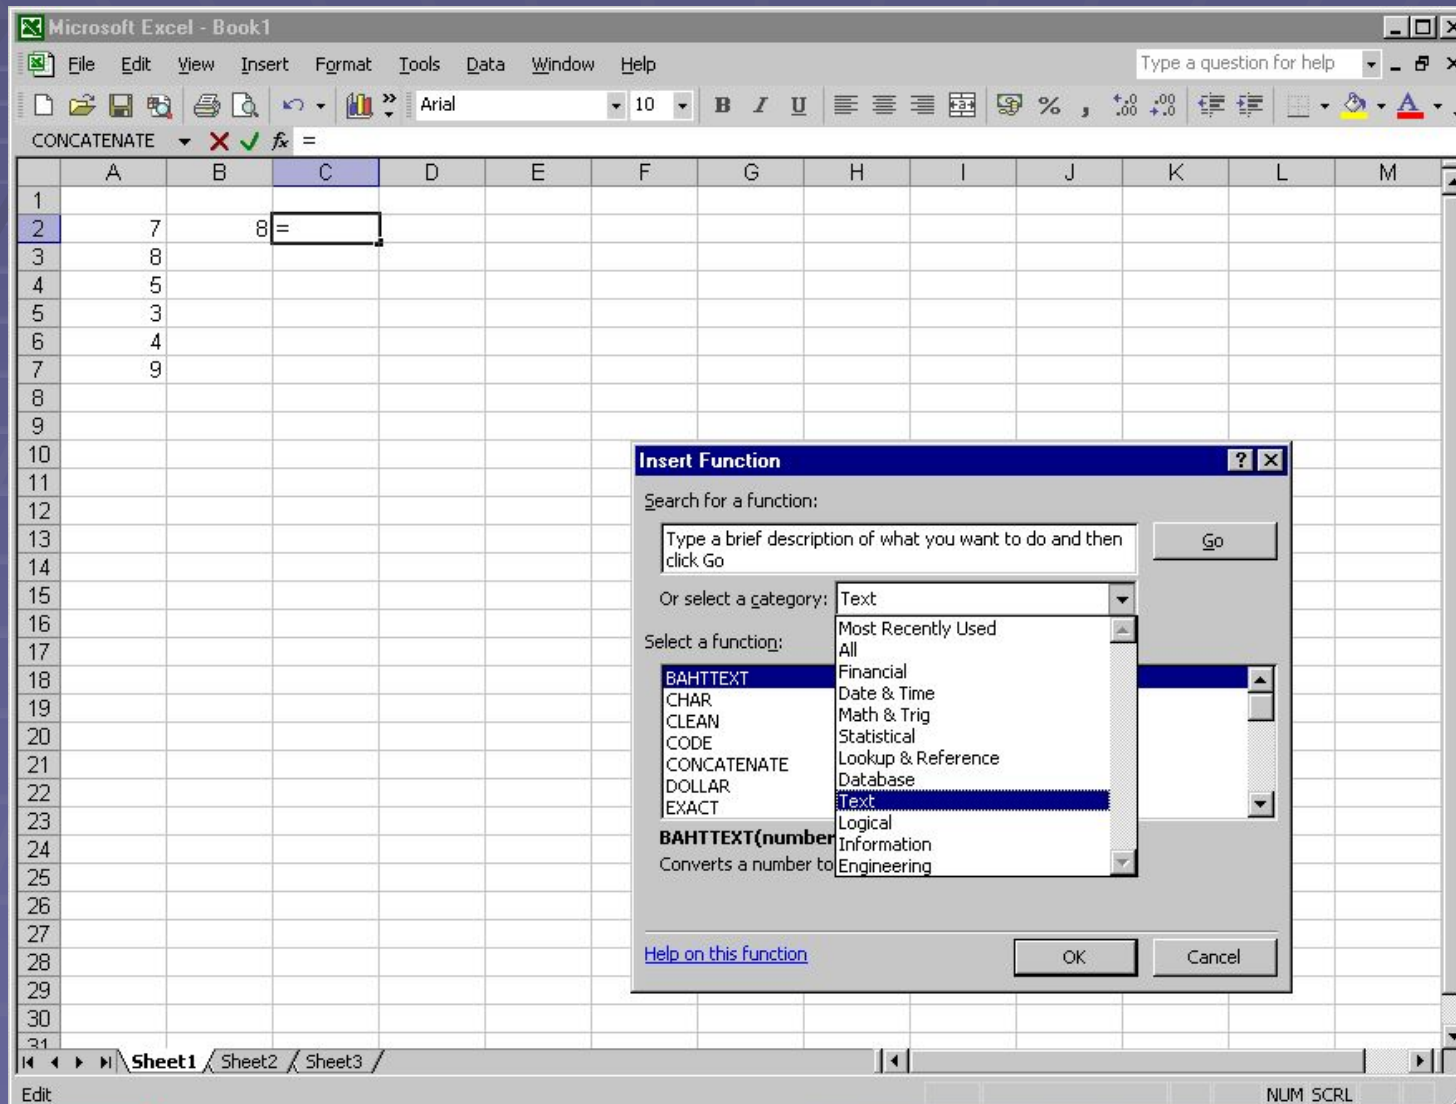 Microsoft Excel - Book1
File Edit View Insert Format Tools Data Window Help Type a question for help
Arial 10 B I U % ,
CONCATENATE fx =
A B C D E F G H I J K L M
1
2 7 8 =
3 8
4 5
5 3
6 4
7 9
8
9
10
11
12
13
14
15
16
17
18
19
20
21
22
23
24
25
26
27
28
29
30
31
Insert Function
Search for a function:
Type a brief description of what you want to do and then
click Go
Go
Or select a category: Text
Most Recently Used
All
Financial
Date & Time
Math & Trig
Statistical
Lookup & Reference
Database
Text
Logical
Information
Engineering
Select a function:
BAHTTEXT
CHAR
CLEAN
CODE
CONCATENATE
DOLLAR
EXACT
BAHTTEXT(number
Converts a number to
Help on this function
OK
Cancel
Sheet1 Sheet2 Sheet3
Edit NUM SCRL